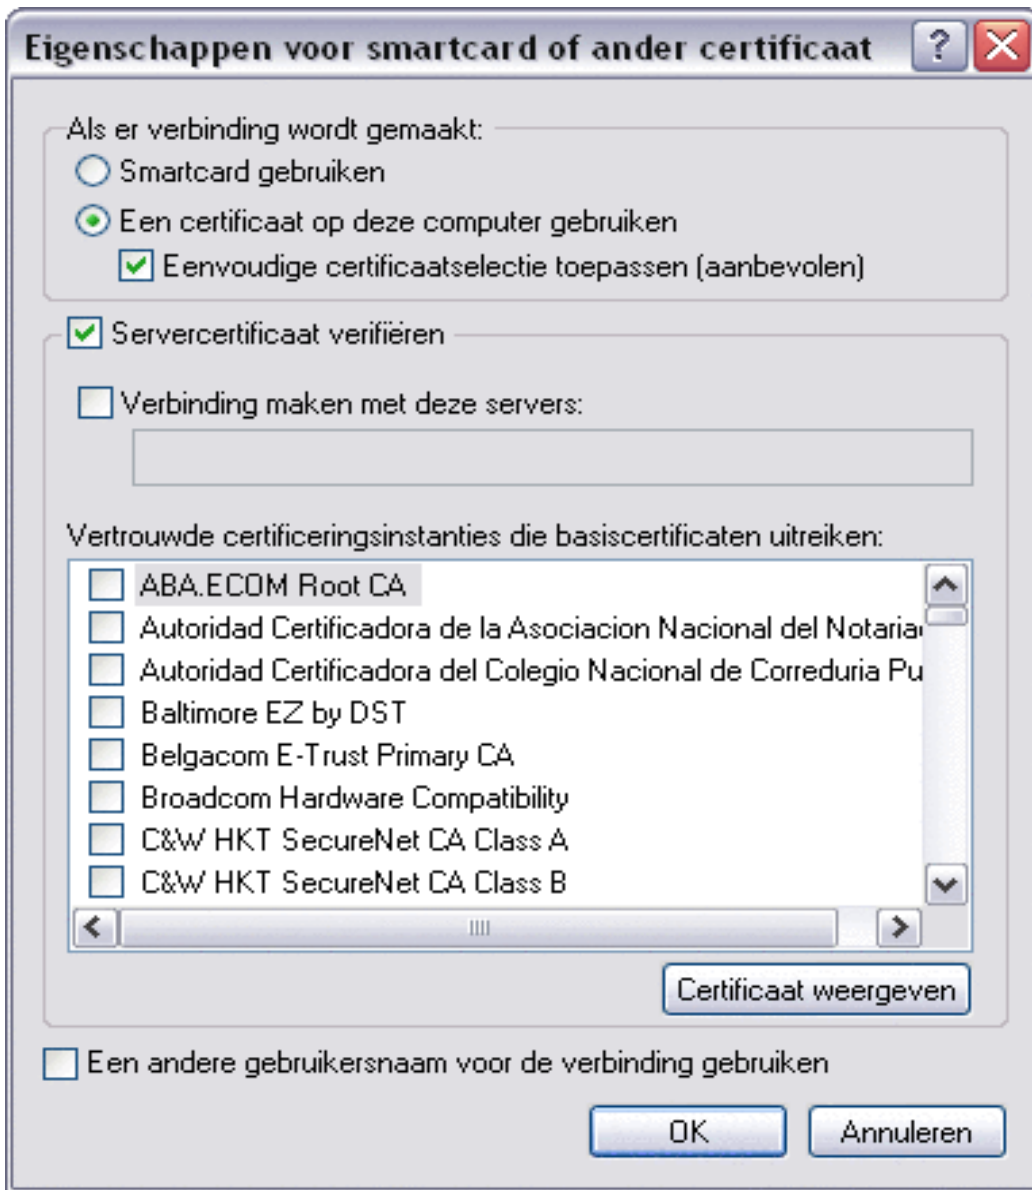 Eigenschappen voor smartcard of ander certificaat
Als er verbinding wordt gemaakt:
Smartcard gebruiken
Een certificaat op deze computer gebruiken
Eenvoudige certificaatselectie toepassen (aanbevolen)
Servercertificaat verifiëren
Verbinding maken met deze servers:
Vertrouwde certificeringsinstanties die basiscertificaten uitreiken:
ABA.ECOM Root CA
Autoridad Certificadora de la Asociacion Nacional del Notaria
Autoridad Certificadora del Colegio Nacional de Correduria Pu
Baltimore EZ by DST
Belgacom E-Trust Primary CA
Broadcom Hardware Compatibility
C&W HKT SecureNet CA Class A
C&W HKT SecureNet CA Class B
Certificaat weergeven
Een andere gebruikersnaam voor de verbinding gebruiken
OK Annuleren